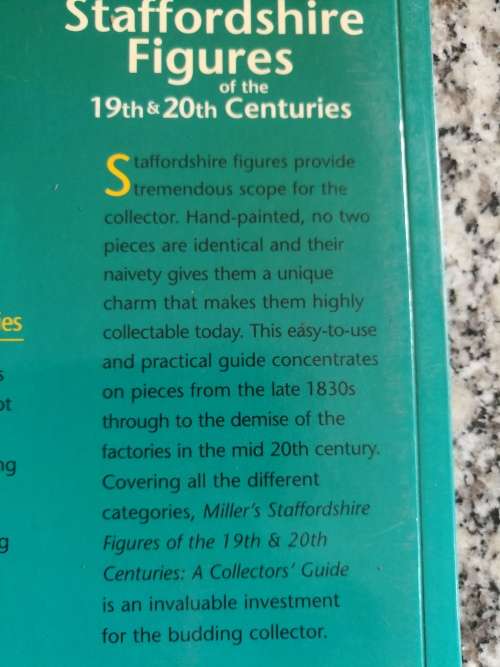 Staffordshire
Figures
of the
19th & 20th Centuries
Staffordshire figures provide
tremendous scope for the
collector. Hand-painted, no two
pieces are identical and their
naivety gives them a unique
charm that makes them highly
collectable today. This easy-to-use
and practical guide concentrates
on pieces from the late 1830s
through to the demise of the
factories in the mid 20th century.
Covering all the different
categories, Miller's Staffordshire
Figures of the 19th & 20th
Centuries: A Collectors' Guide
is an invaluable investment
for the budding collector.
ies
s
ot
ng
g